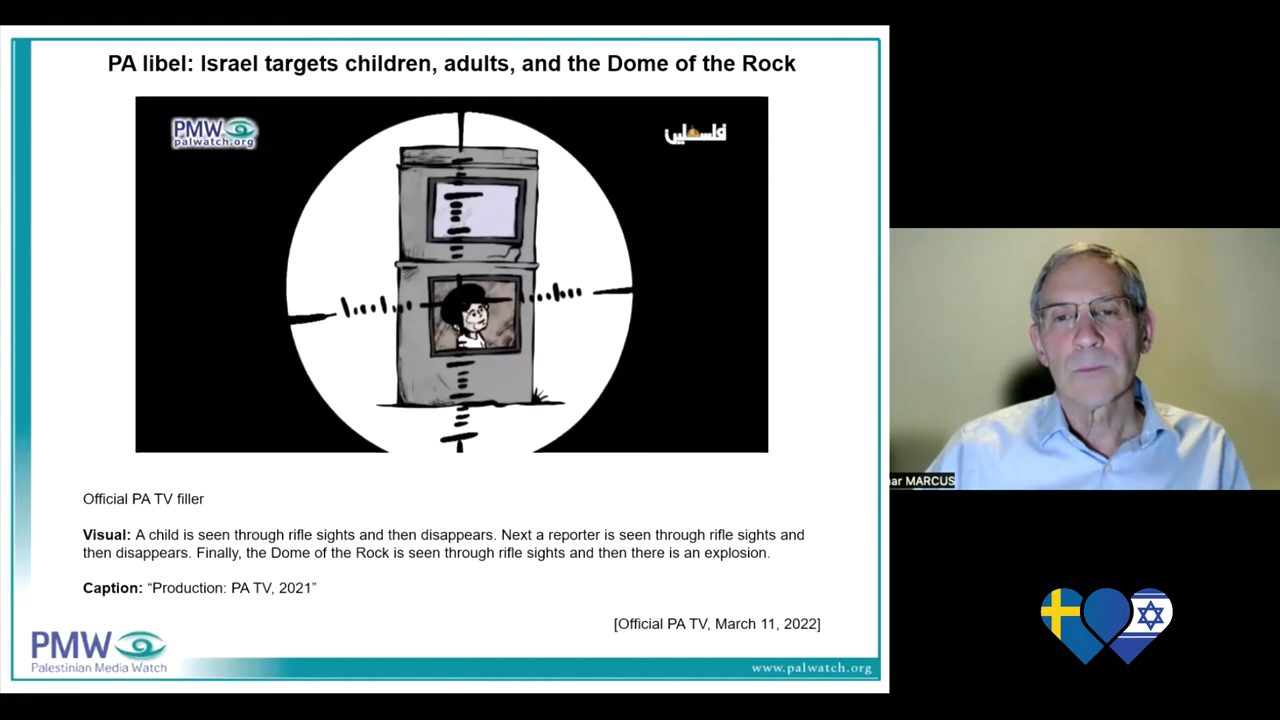 PA libel: Israel targets children, adults, and the Dome of the Rock
PMW
palwatch.org
فلسطين
Official PA TV filler
Visual: A child is seen through rifle sights and then disappears. Next a reporter is seen through rifle sights and
then disappears. Finally, the Dome of the Rock is seen through rifle sights and then there is an explosion.
Caption: “Production: PA TV, 2021”
[Official PA TV, March 11, 2022]
PMW
Palestinian Media Watch
www.palwatch.org
ar MARCUS